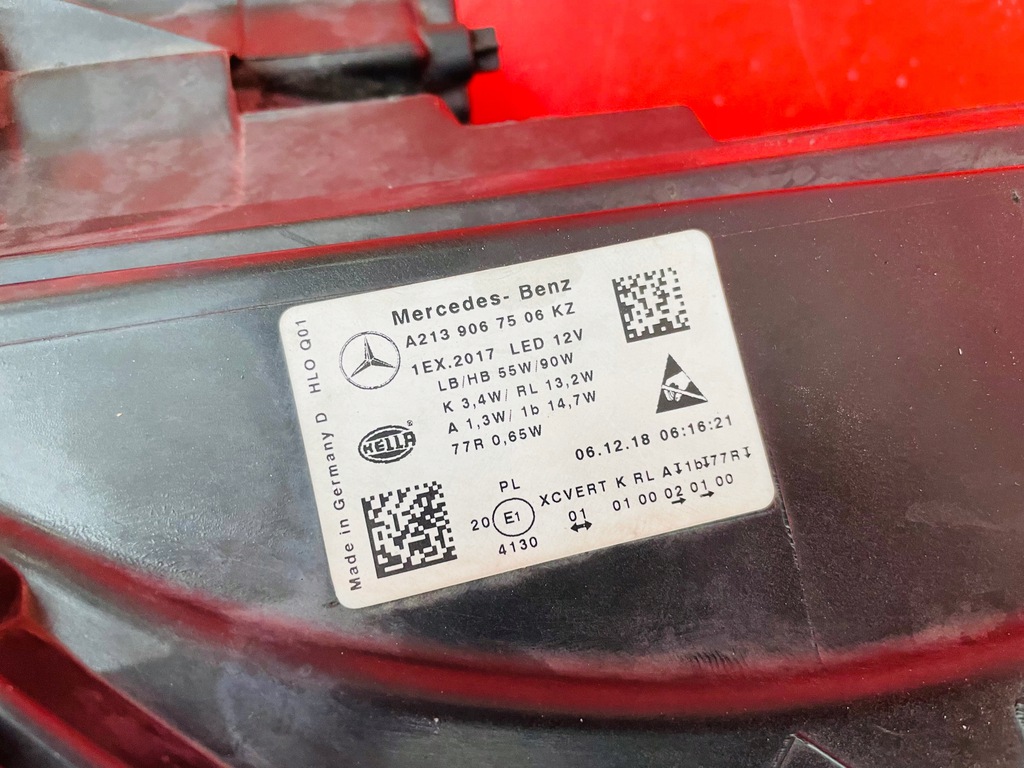 Mercedes- Benz
A213 906 75 06 KZ
1EX.2017 LED 12V
LB/HB 55W/90W
K 3,4W/ RL 13,2W
A 1,3W/ 1b 14,7W
77R 0,65W
HELLA®
06.12.18 06:16:21
PL
XCVERT K RL A↧1b↧77R↧
20 E1 01 01 00 02 01 00
↔ → →
4130
Made in Germany D HLO Q01